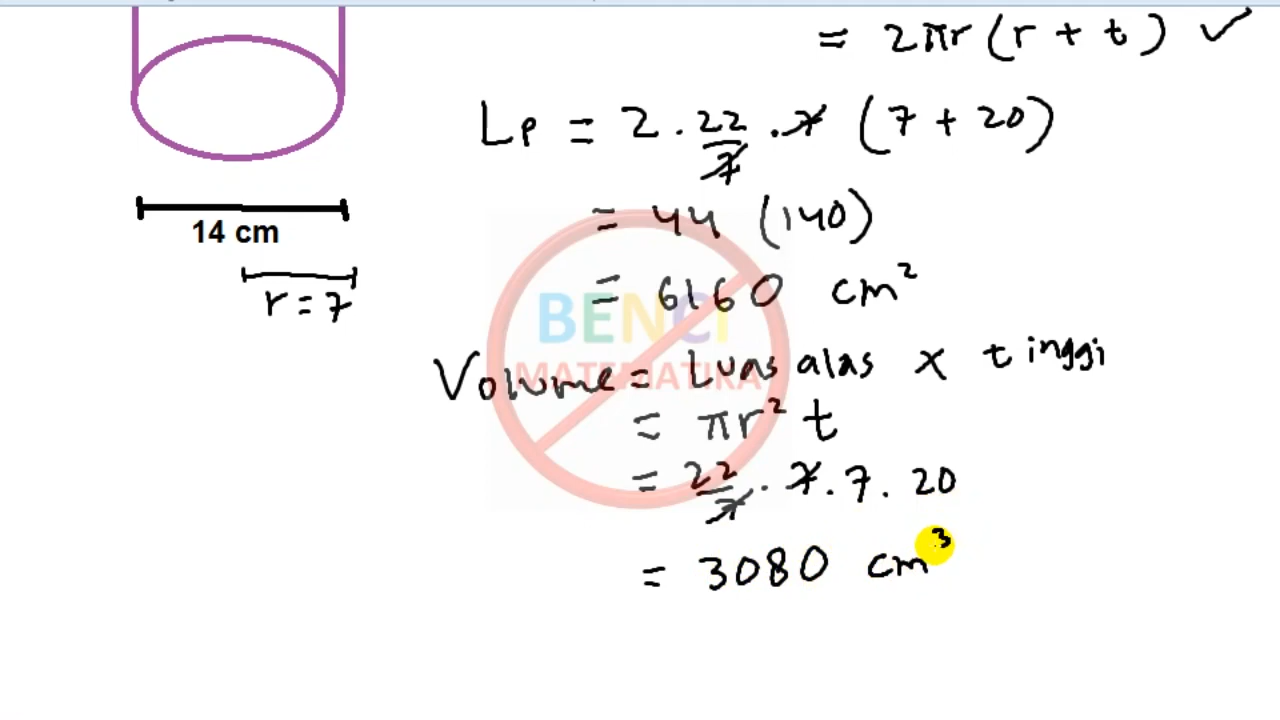 = 2πr (r + t) ✓
Lp = 2 . 22/7 . 7 (7 + 20)
= 44 (140)
= 6160 cm²
14 cm
r = 7
BENCI
MATEMATIKA
Volume = Luas alas x tinggi
= πr² t
= 22/7 . 7 . 7 . 20
= 3080 cm³